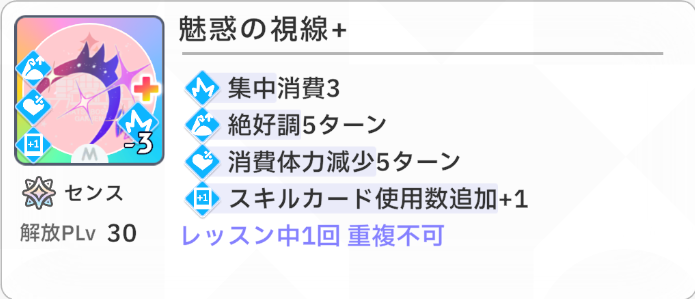 魅惑の視線+
集中消費3
絶好調5ターン
消費体力減少5ターン
スキルカード使用数追加+1
レッスン中1回 重複不可
+1
-3
M
センス
解放PLv 30